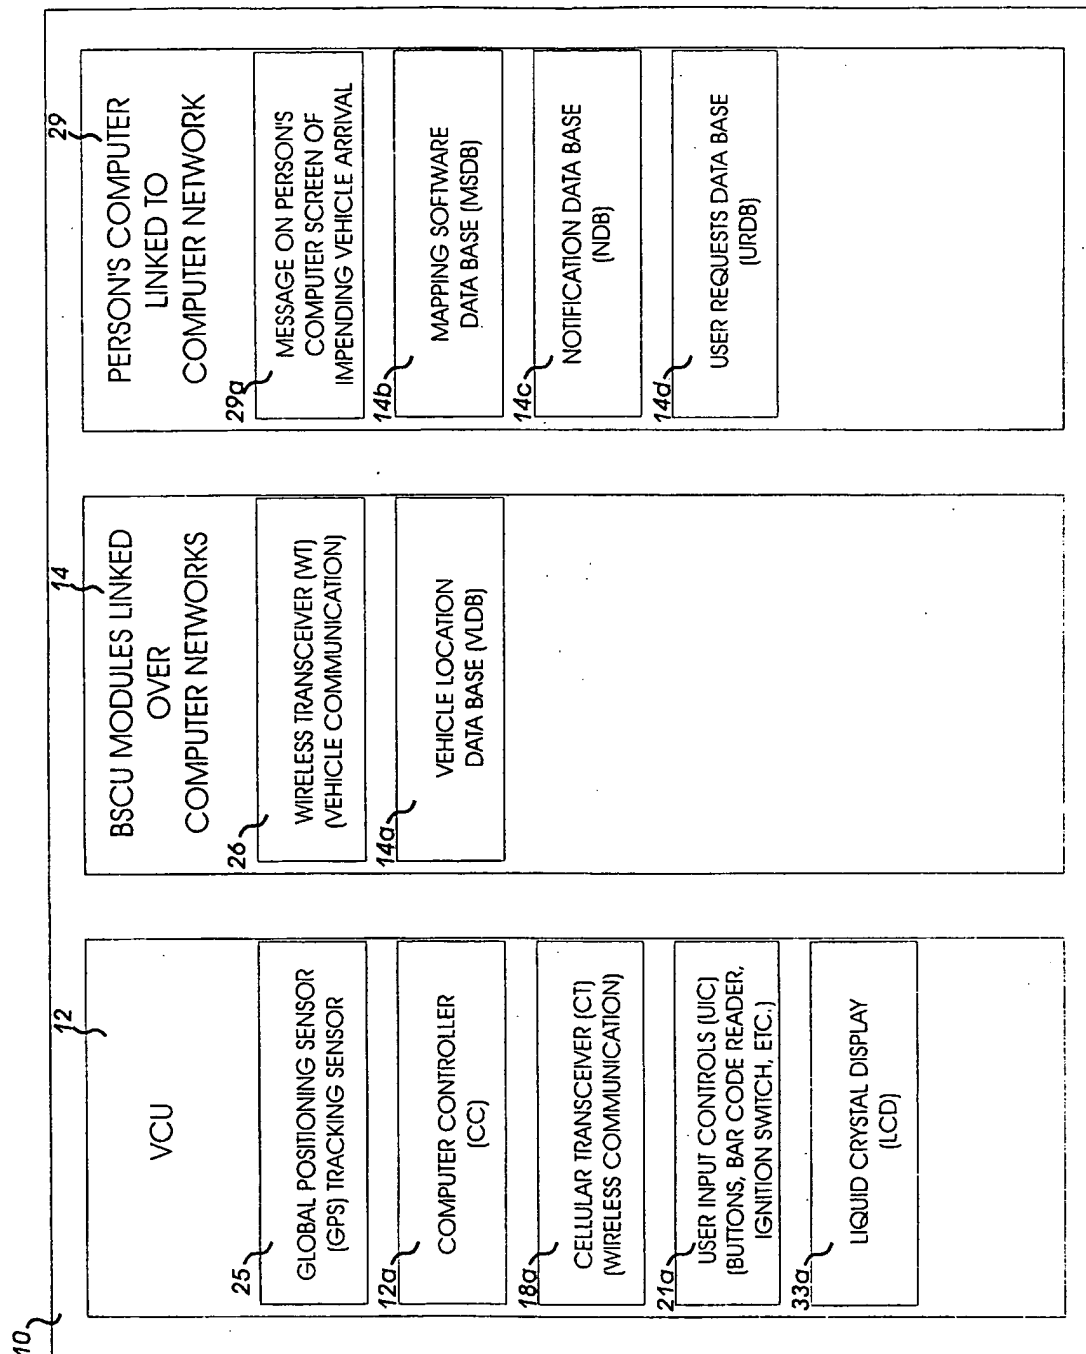 10
12
VCU
25
GLOBAL POSITIONING SENSOR
(GPS) TRACKING SENSOR
12a
COMPUTER CONTROLLER
(CC)
18a
CELLULAR TRANSCEIVER (CT)
(WIRELESS COMMUNICATION)
21a
USER INPUT CONTROLS (UIC)
(BUTTONS, BAR CODE READER,
IGNITION SWITCH, ETC.)
33a
LIQUID CRYSTAL DISPLAY
(LCD)
14
BSCU MODULES LINKED
OVER
COMPUTER NETWORKS
26
WIRELESS TRANSCEIVER (WT)
(VEHICLE COMMUNICATION)
14a
VEHICLE LOCATION
DATA BASE (VLDB)
29
PERSON'S COMPUTER
LINKED TO
COMPUTER NETWORK
29a
MESSAGE ON PERSON'S
COMPUTER SCREEN OF
IMPENDING VEHICLE ARRIVAL
14b
MAPPING SOFTWARE
DATA BASE (MSDB)
14c
NOTIFICATION DATA BASE
(NDB)
14d
USER REQUESTS DATA BASE
(URDB)